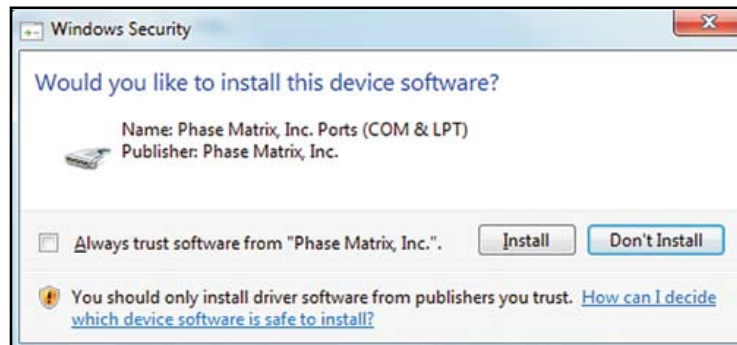 Windows Security
Would you like to install this device software?
Name: Phase Matrix, Inc. Ports (COM & LPT)
Publisher: Phase Matrix, Inc.
Always trust software from "Phase Matrix, Inc.".
Install
Don't Install
You should only install driver software from publishers you trust. How can I decide
which device software is safe to install?